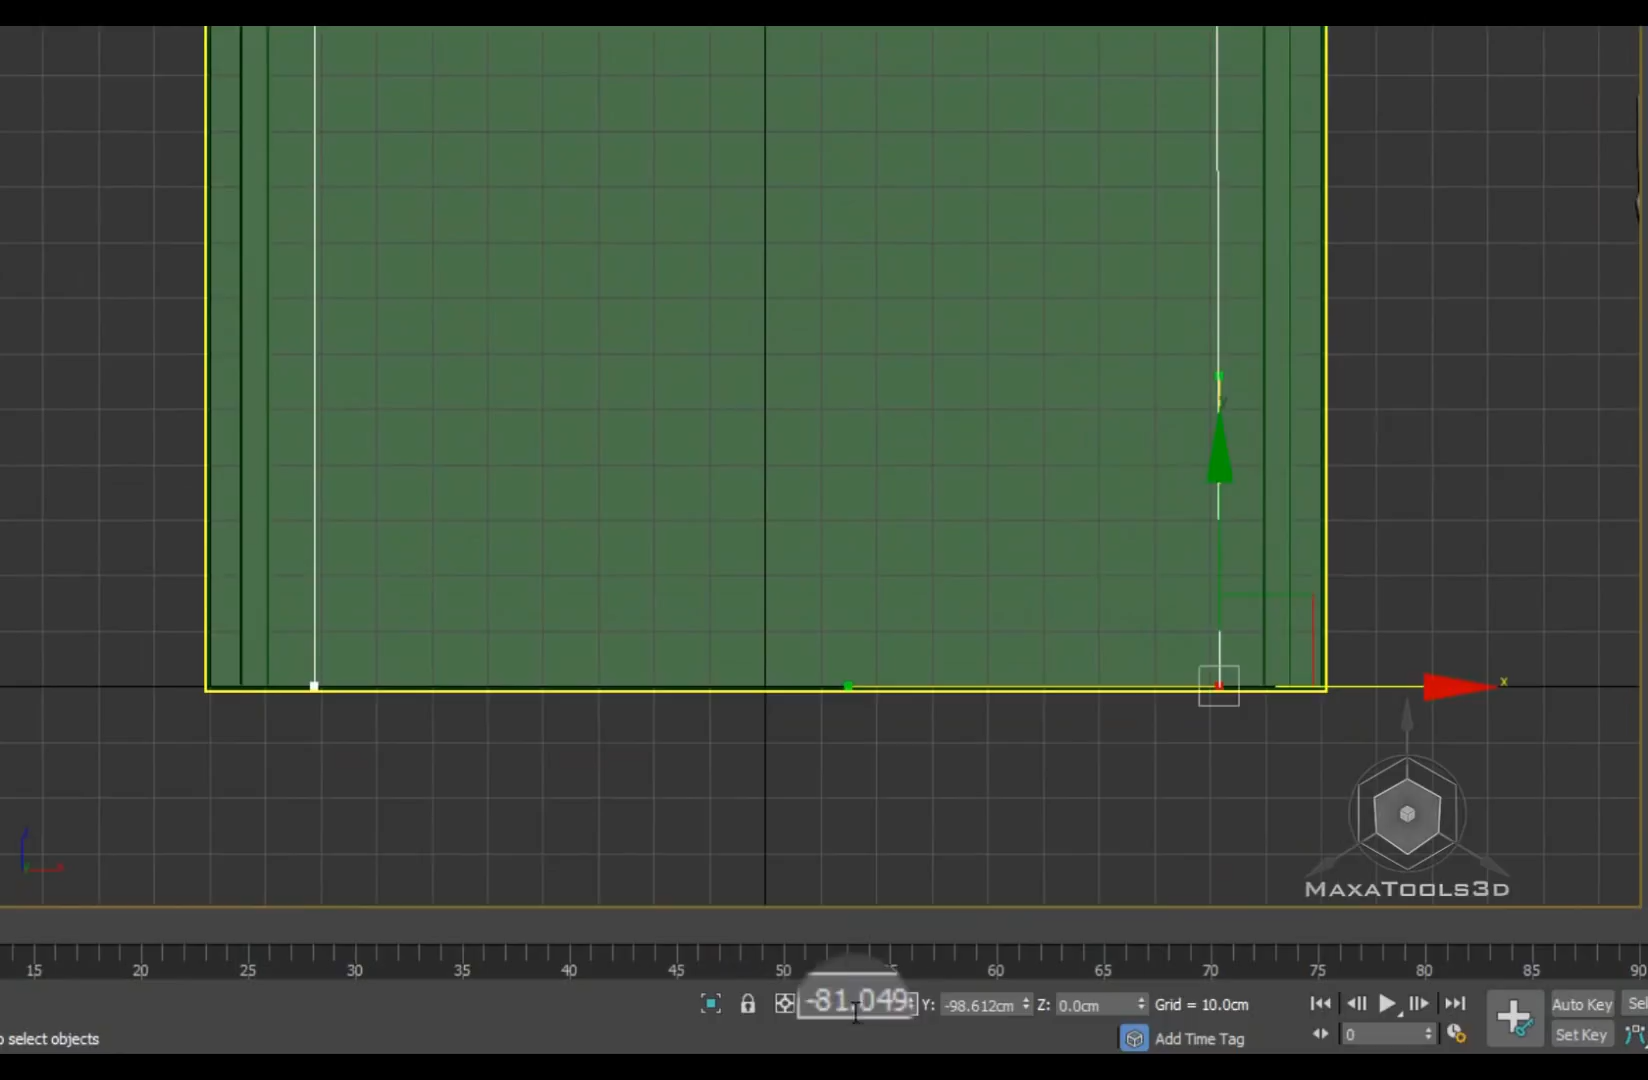 y
x
MAXATOOLS3D
15 20 25 30 35 40 45 50 60 65 70 75 80 85 90
-81.049 Y: -98.612cm Z: 0.0cm Grid = 10.0cm Auto Key
o select objects Add Time Tag 0 Set Key